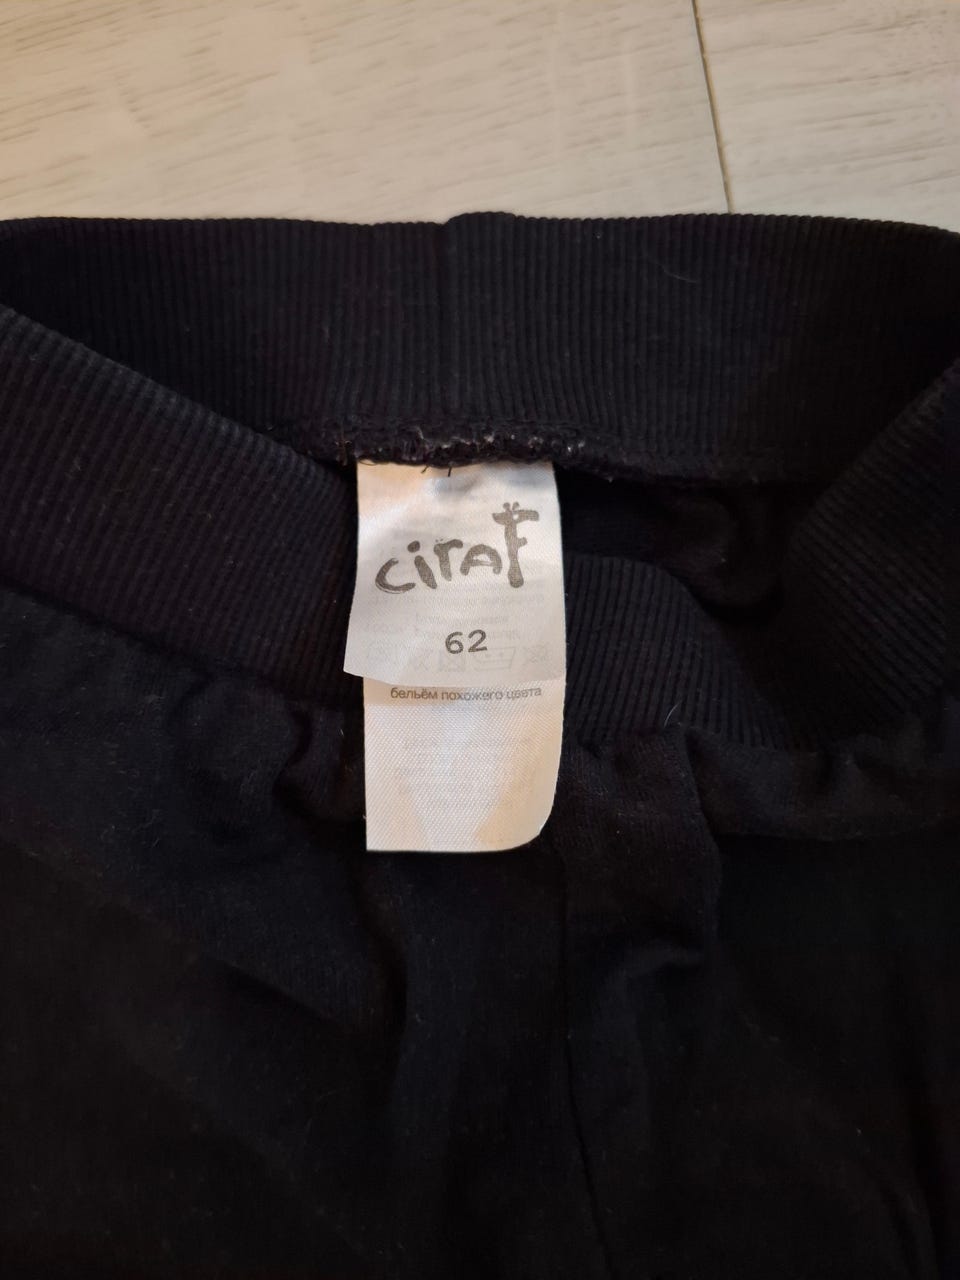 ciraF
62
бельём похожего цвета